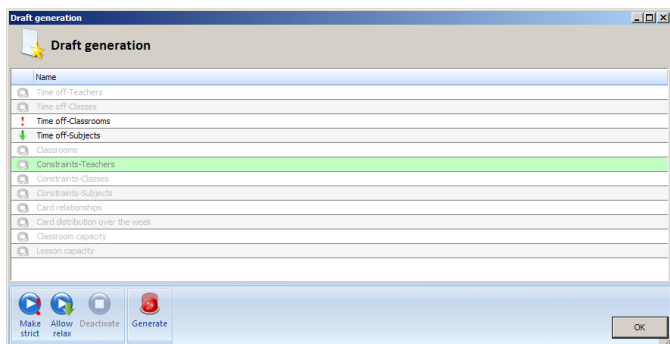 Draft generation
Draft generation
Name
Time off-Teachers
Time off-Classes
Time off-Classrooms
Time off-Subjects
Classrooms
Constraints-Teachers
Constraints-Classes
Constraints-Subjects
Card relationships
Card distribution over the week
Classroom capacity
Lesson capacity
Make strict
Allow relax
Deactivate
Generate
OK